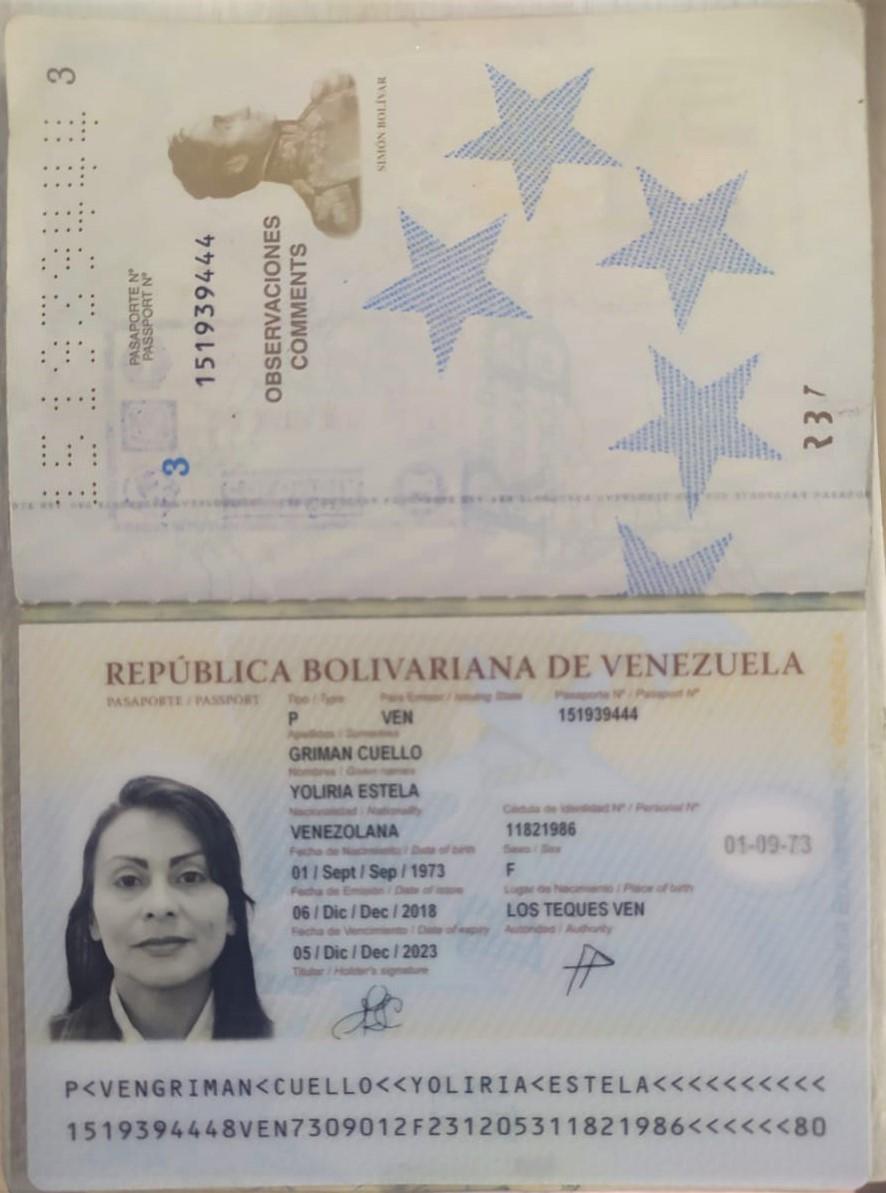 3
PASAPORTE Nº
PASSPORT Nº
151939444
OBSERVACIONES
COMMENTS
SIMÓN BOLÍVAR
3
237
REPÚBLICA BOLIVARIANA DE VENEZUELA
PASAPORTE / PASSPORT Tipo / Type País Emisor / Issuing State Pasaporte Nº / Passport Nº
P VEN 151939444
Apellidos / Surnames
GRIMAN CUELLO
Nombres / Given names
YOLIRIA ESTELA
Nacionalidad / Nationality Cédula de Identidad Nº / Personal Nº
VENEZOLANA 11821986
Fecha de Nacimiento / Date of birth Sexo / Sex
01-09-73
01 / Sept / Sep / 1973 F
Fecha de Emisión / Date of issue Lugar de Nacimiento / Place of birth
06 / Dic / Dec / 2018 LOS TEQUES VEN
Fecha de Vencimiento / Date of expiry Autoridad / Authority
05 / Dic / Dec / 2023
Titular / Holder's signature
P<VENGRIMAN<CUELLO<<YOLIRIA<ESTELA<<<<<<<<<<
1519394448VEN7309012F231205311821986<<<<<<80